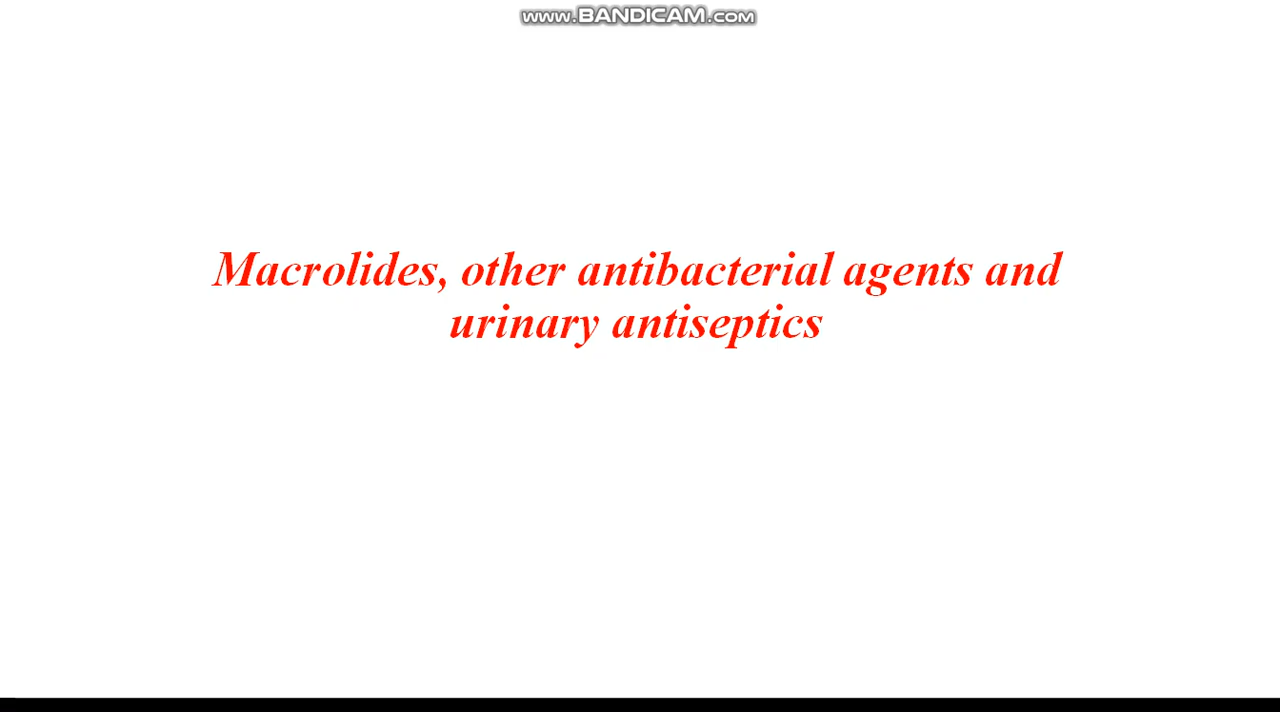 www.BANDICAM.com
Macrolides, other antibacterial agents and
urinary antiseptics